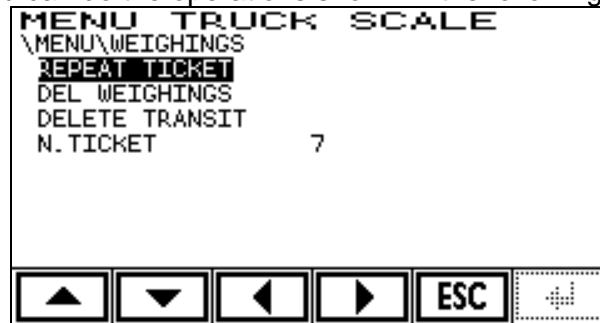 MENU TRUCK SCALE
\MENU\WEIGHINGS
REPEAT TICKET
DEL WEIGHINGS
DELETE TRANSIT
N.TICKET 7
ESC